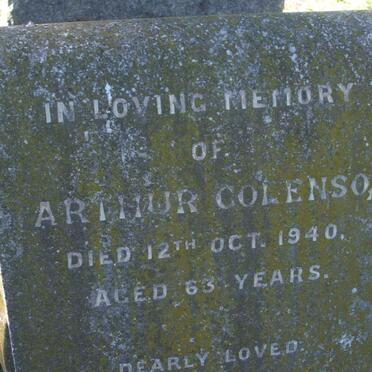 IN LOVING MEMORY
OF
ARTHUR COLENSO,
DIED 12TH OCT. 1940,
AGED 63 YEARS.
DEARLY LOVED